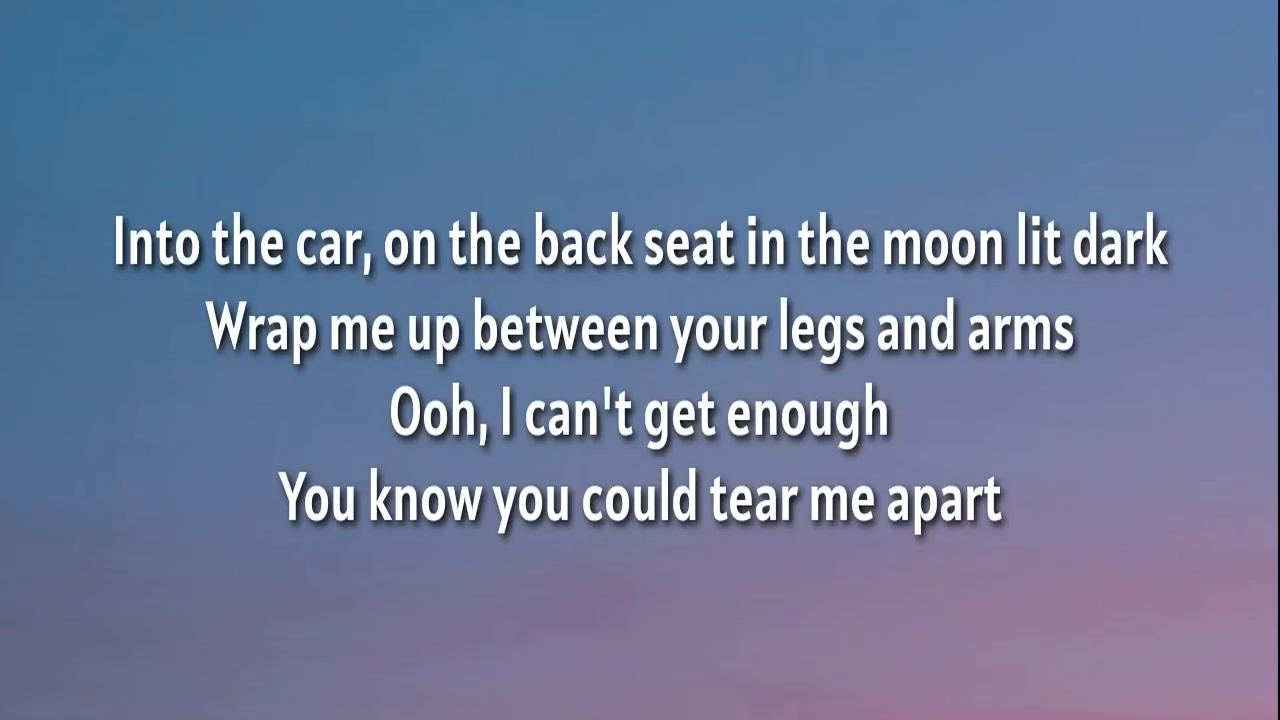 Into the car, on the back seat in the moon lit dark
Wrap me up between your legs and arms
Ooh, I can't get enough
You know you could tear me apart